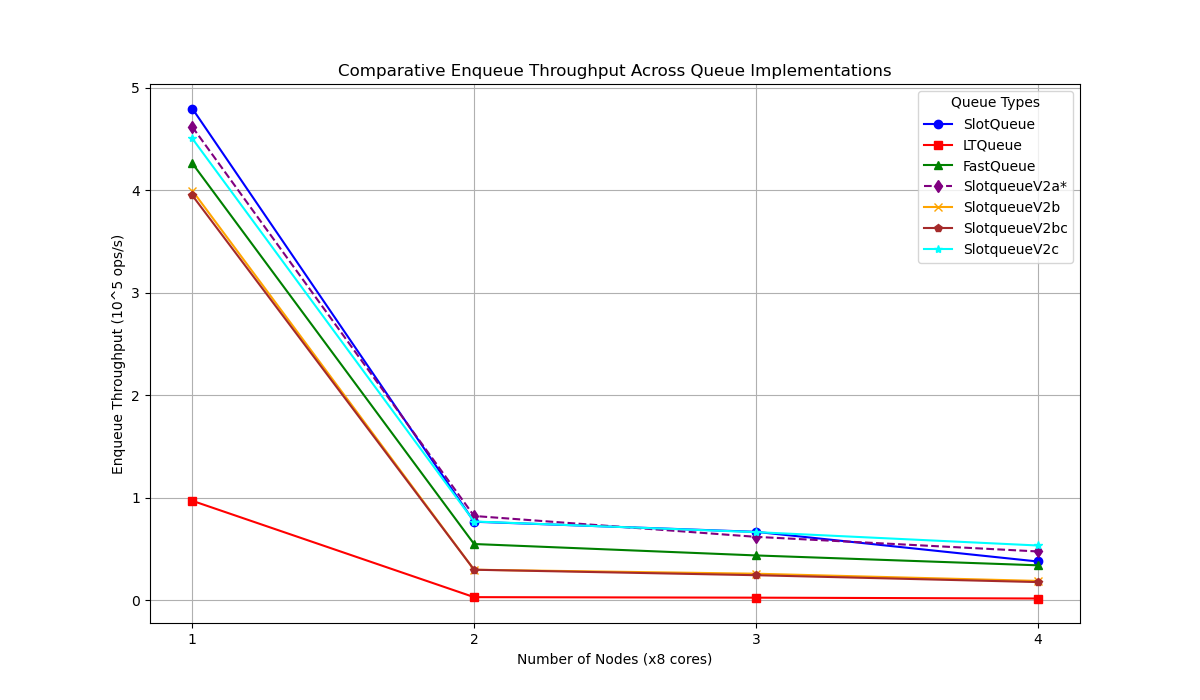 Comparative Enqueue Throughput Across Queue Implementations
Enqueue Throughput (10^5 ops/s)
5
4
3
2
1
0
1
2
3
4
Number of Nodes (x8 cores)
Queue Types
SlotQueue
LTQueue
FastQueue
SlotqueueV2a*
SlotqueueV2b
SlotqueueV2bc
SlotqueueV2c